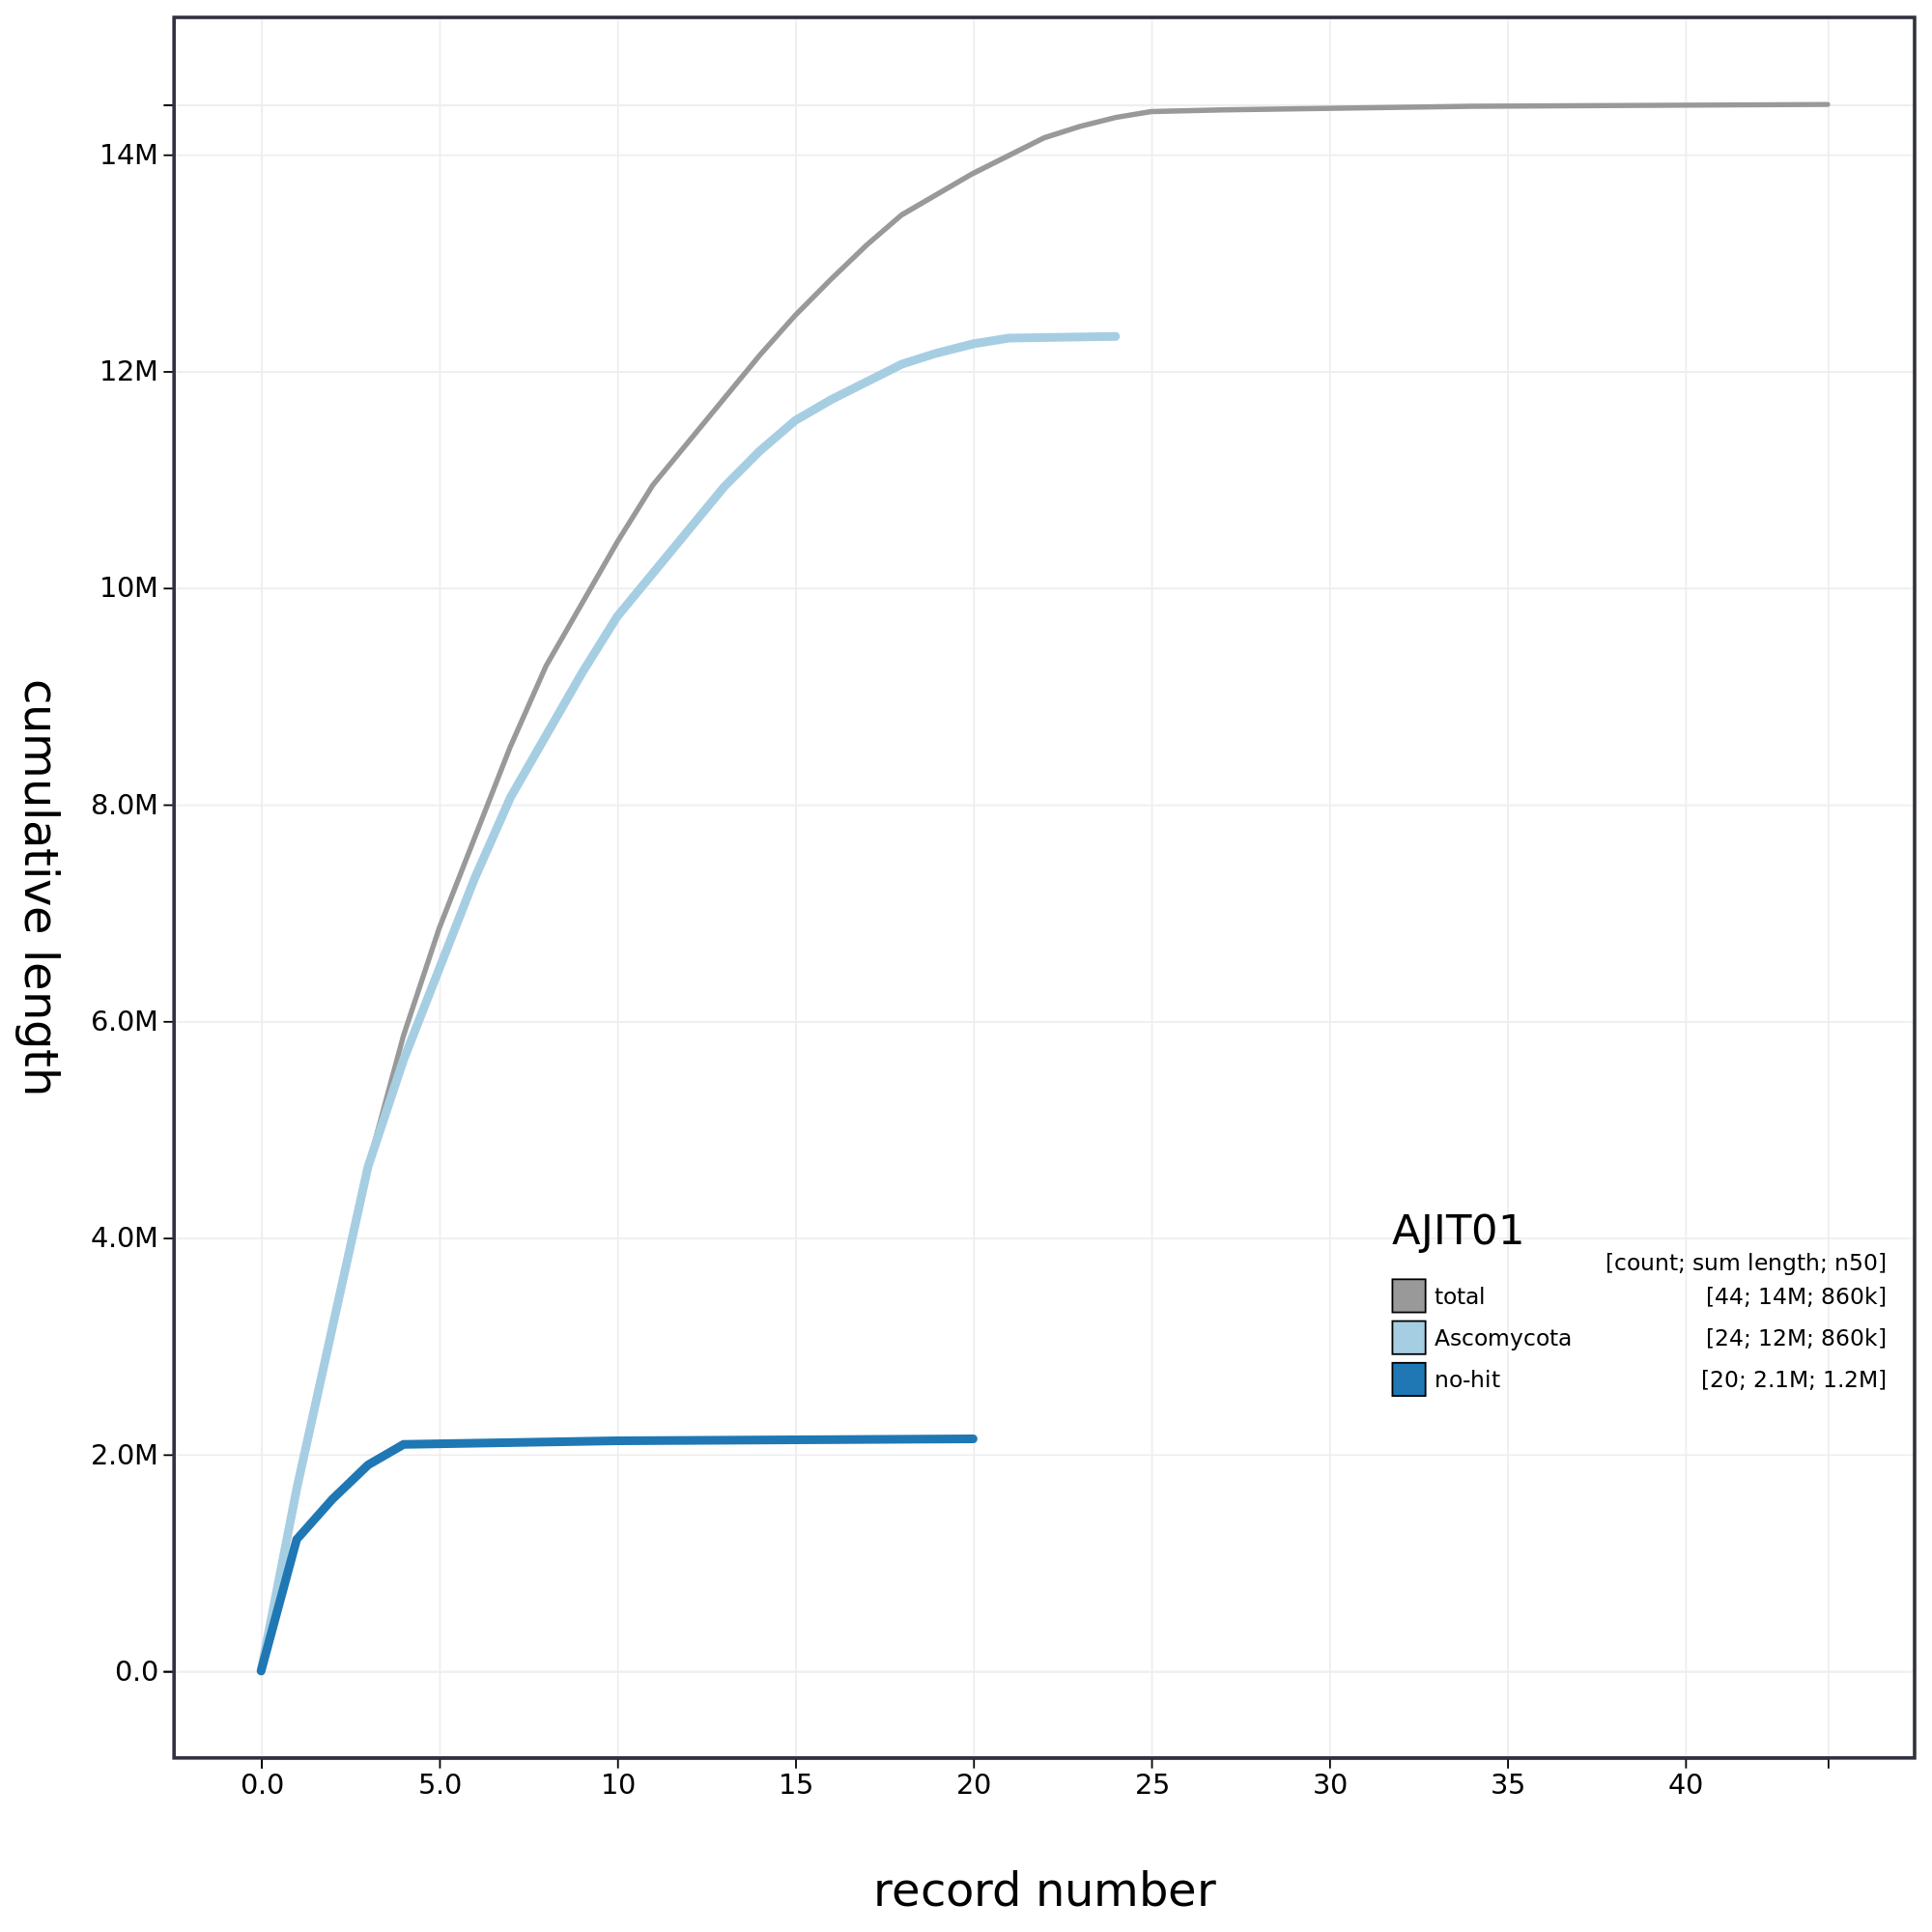 cumulative length
14M
12M
10M
8.0M
6.0M
4.0M
2.0M
0.0
AJIT01
[count; sum length; n50]
total [44; 14M; 860k]
Ascomycota [24; 12M; 860k]
no-hit [20; 2.1M; 1.2M]
0.0 5.0 10 15 20 25 30 35 40
record number